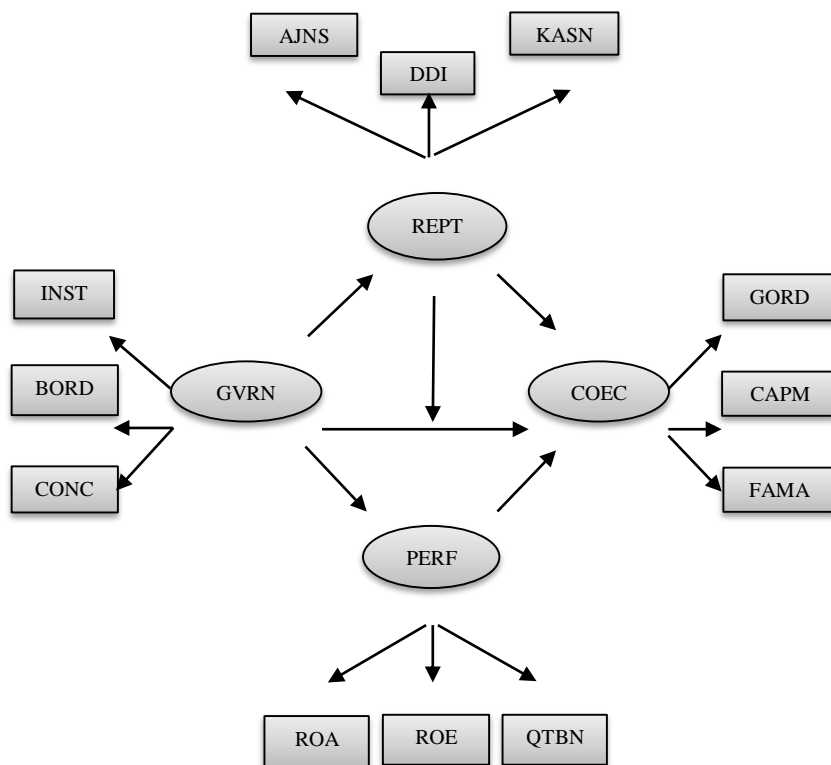 AJNS
KASN
DDI
REPT
INST
GORD
BORD
GVRN
COEC
CAPM
CONC
FAMA
PERF
ROA
ROE
QTBN